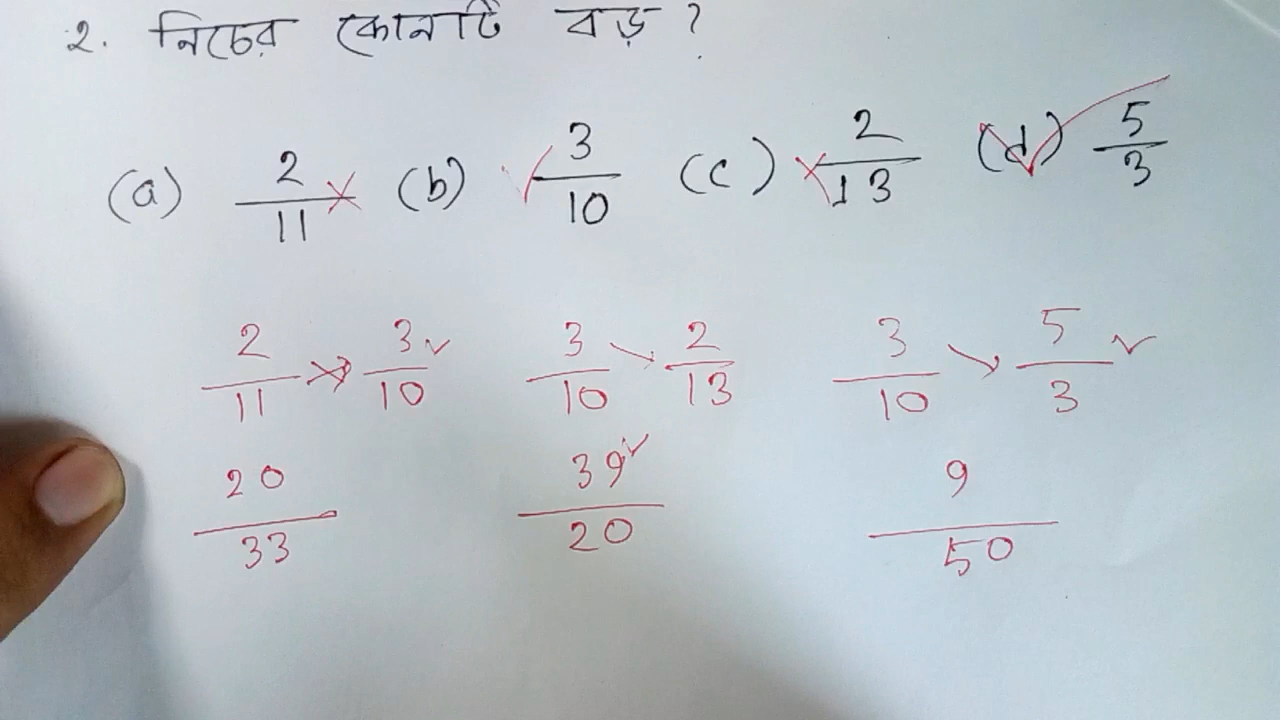 ২. নিচের কোনটি বড় ?
(a) 2/11 (b) 3/10 (c) 2/13 (d) 5/3
2/11 3/10 3/10 2/13 3/10 5/3
20/33 39/20 9/50